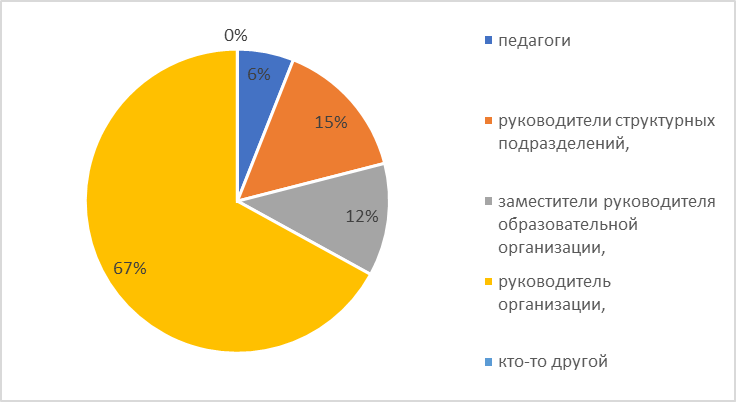 0%
6%
15%
12%
67%
педагоги
руководители структурных
подразделений,
заместители руководителя
образовательной
организации,
руководитель
организации,
кто-то другой